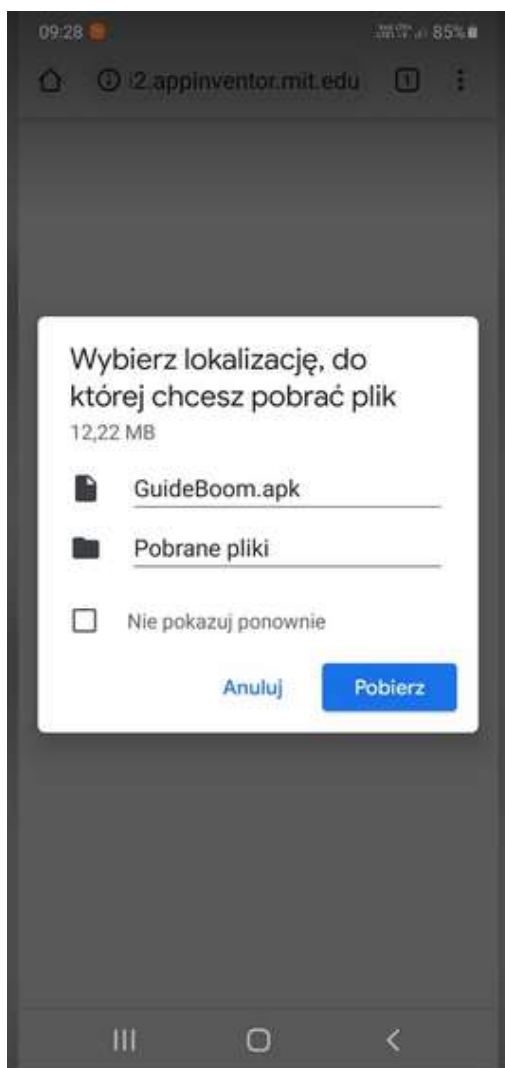 09:28
85%
i2.appinventor.mit.edu
1
Wybierz lokalizację, do
której chcesz pobrać plik
12,22 MB
GuideBoom.apk
Pobrane pliki
Nie pokazuj ponownie
Anuluj
Pobierz